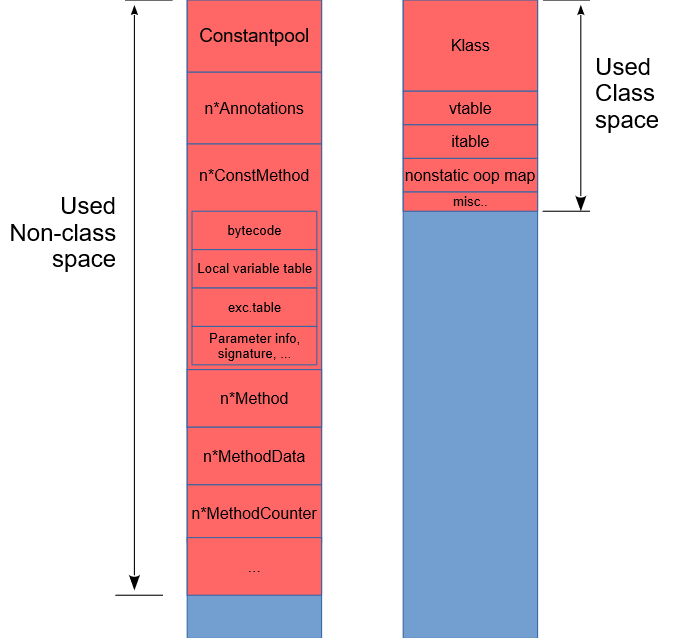 Constantpool
n*Annotations
n*ConstMethod
bytecode
Local variable table
exc.table
Parameter info,
signature, ...
n*Method
n*MethodData
n*MethodCounter
...
Used
Non-class
space
Klass
vtable
itable
nonstatic oop map
misc..
Used
Class
space